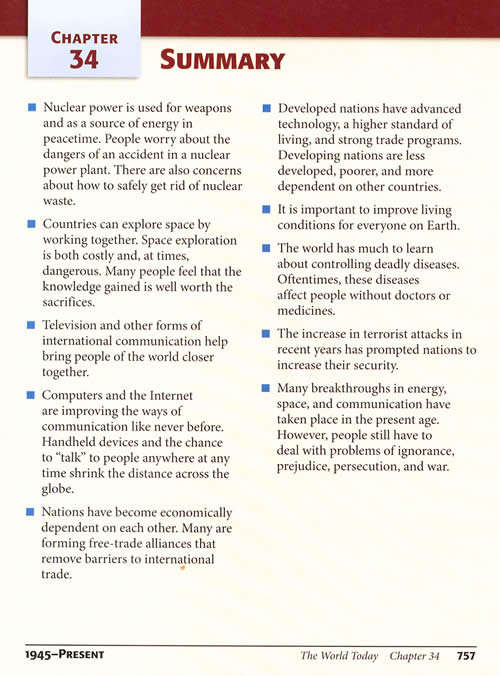 CHAPTER
34
SUMMARY
Nuclear power is used for weapons
and as a source of energy in
peacetime. People worry about the
dangers of an accident in a nuclear
power plant. There are also concerns
about how to safely get rid of nuclear
waste.
Countries can explore space by
working together. Space exploration
is both costly and, at times,
dangerous. Many people feel that the
knowledge gained is well worth the
sacrifices.
Television and other forms of
international communication help
bring people of the world closer
together.
Computers and the Internet
are improving the ways of
communication like never before.
Handheld devices and the chance
to “talk” to people anywhere at any
time shrink the distance across the
globe.
Nations have become economically
dependent on each other. Many are
forming free-trade alliances that
remove barriers to international
trade.
Developed nations have advanced
technology, a higher standard of
living, and strong trade programs.
Developing nations are less
developed, poorer, and more
dependent on other countries.
It is important to improve living
conditions for everyone on Earth.
The world has much to learn
about controlling deadly diseases.
Oftentimes, these diseases
affect people without doctors or
medicines.
The increase in terrorist attacks in
recent years has prompted nations to
increase their security.
Many breakthroughs in energy,
space, and communication have
taken place in the present age.
However, people still have to
deal with problems of ignorance,
prejudice, persecution, and war.
1945–PRESENT
The World Today Chapter 34 757